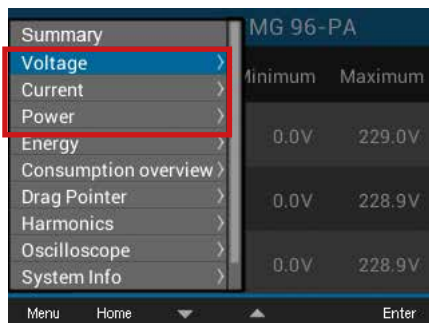 MG 96-PA
Summary
Voltage
Current
Power
Energy
Consumption overview
Drag Pointer
Harmonics
Oscilloscope
System Info
Minimum Maximum
0.0V 229.0V
0.0V 228.9V
0.0V 228.9V
Menu Home Enter